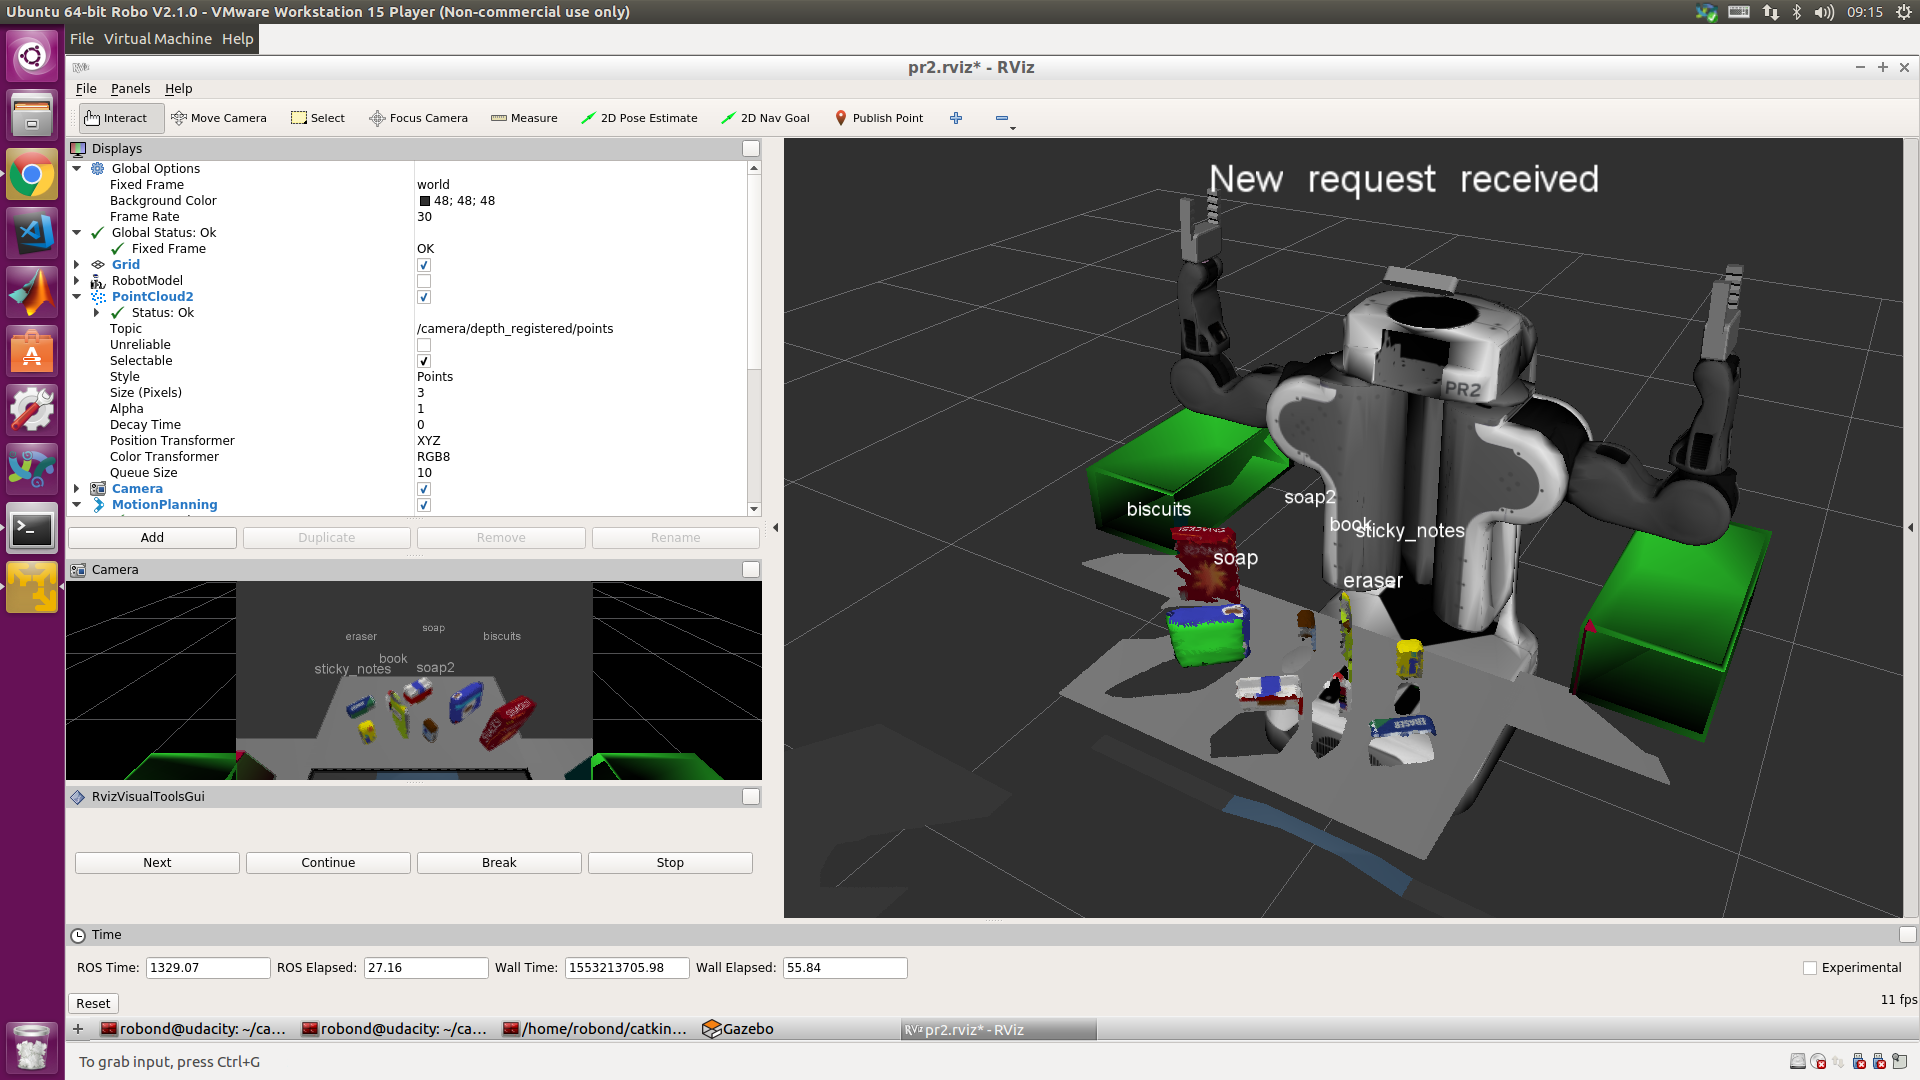 Ubuntu 64-bit Robo V2.1.0 - VMware Workstation 15 Player (Non-commercial use only)
09:15
File Virtual Machine Help
pr2.rviz* - RViz
File Panels Help
Interact Move Camera Select Focus Camera Measure 2D Pose Estimate 2D Nav Goal Publish Point
Displays
Global Options
Fixed Frame world
Background Color 48; 48; 48
Frame Rate 30
Global Status: Ok
Fixed Frame OK
Grid
RobotModel
PointCloud2
Status: Ok
Topic /camera/depth_registered/points
Unreliable
Selectable
Style Points
Size (Pixels) 3
Alpha 1
Decay Time 0
Position Transformer XYZ
Color Transformer RGB8
Queue Size 10
Camera
MotionPlanning
Add Duplicate Remove Rename
Camera
soap
eraser
biscuits
book
sticky_notes
soap2
RvizVisualToolsGui
Next Continue Break Stop
New request received
PR2
soap2
biscuits
book
sticky_notes
soap
eraser
ERASER
Time
ROS Time: 1329.07 ROS Elapsed: 27.16 Wall Time: 1553213705.98 Wall Elapsed: 55.84 Experimental
Reset
11 fps
robond@udacity: ~/ca... robond@udacity: ~/ca... /home/robond/catkin... Gazebo pr2.rviz* - RViz
To grab input, press Ctrl+G